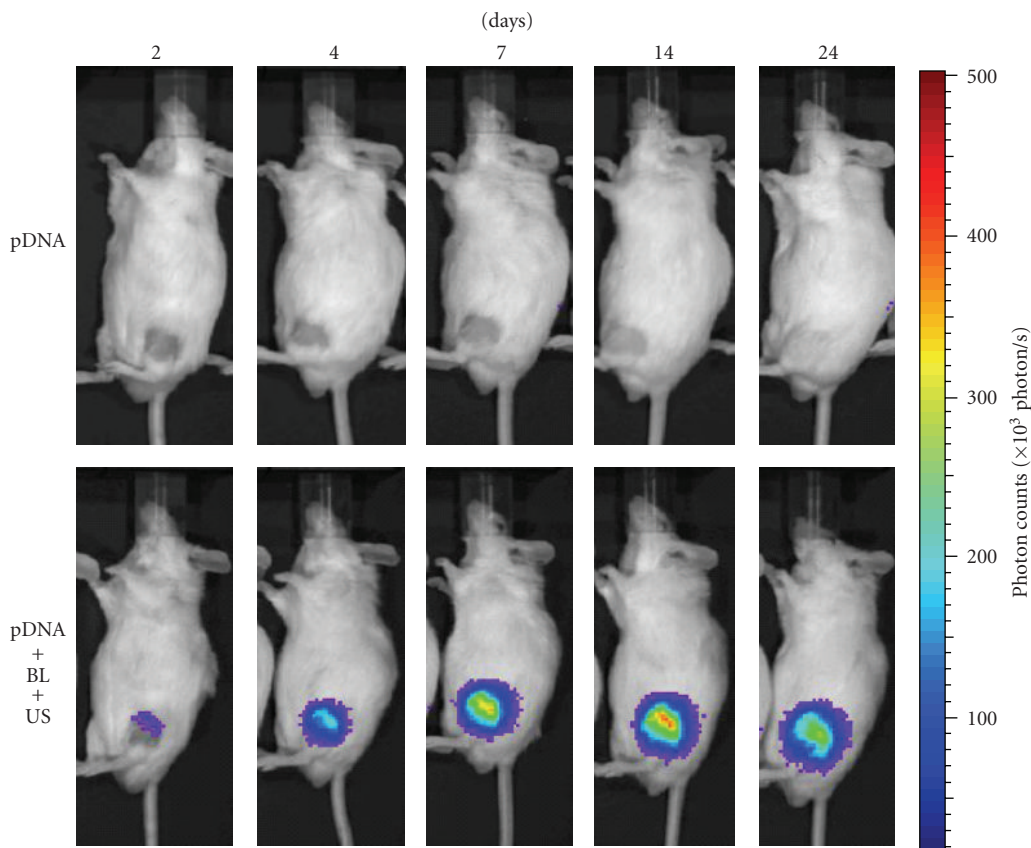 (days)
2 4 7 14 24
pDNA
pDNA
+
BL
+
US
500
400
300
200
100
Photon counts (×10³ photon/s)